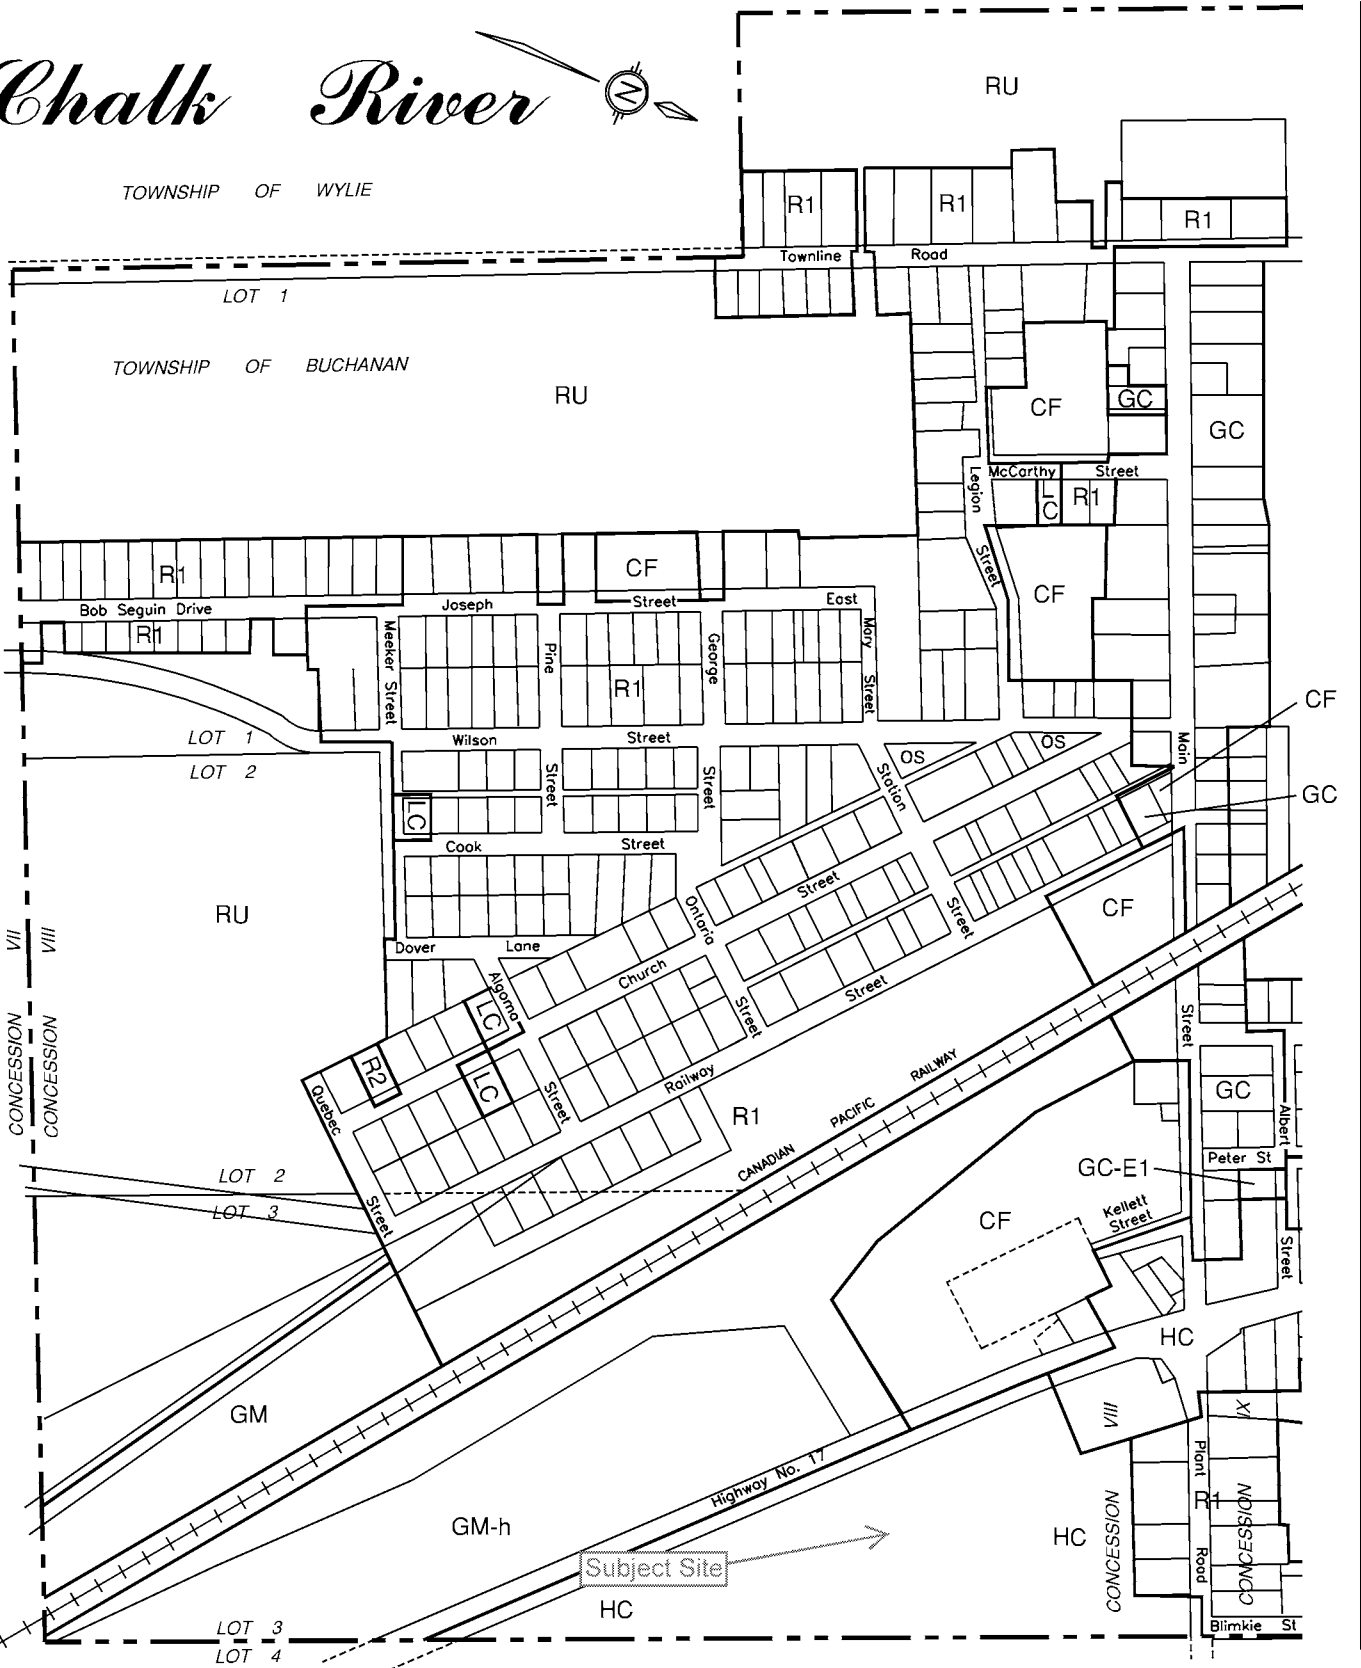 Chalk River
N
RU
TOWNSHIP OF WYLIE
R1
R1
R1
Townline Road
LOT 1
TOWNSHIP OF BUCHANAN
RU
CF
GC
GC
McCarthy Street
Legion Street
LC
R1
CF
R1
CF
Bob Seguin Drive
Joseph Street East
R1
Meeker Street
Pine Street
George Street
Mary Street
R1
CF
LOT 1
LOT 2
Wilson Street
OS
OS
Station Street
Main Street
GC
LC
Cook Street
RU
CF
Ontario Street
Street
Dover Lane
Algoma Street
Church
Street
VII
VIII
CONCESSION
CONCESSION
LC
R2
LC
Quebec Street
Railway
R1
CANADIAN PACIFIC RAILWAY
GC
Albert Street
Peter St
GC-E1
LOT 2
LOT 3
CF
Kellett
Street
HC
GM
VIII
IX
Highway No. 17
Plant Road
R1
GM-h
HC
CONCESSION
CONCESSION
Subject Site
HC
LOT 3
LOT 4
Blimkie St